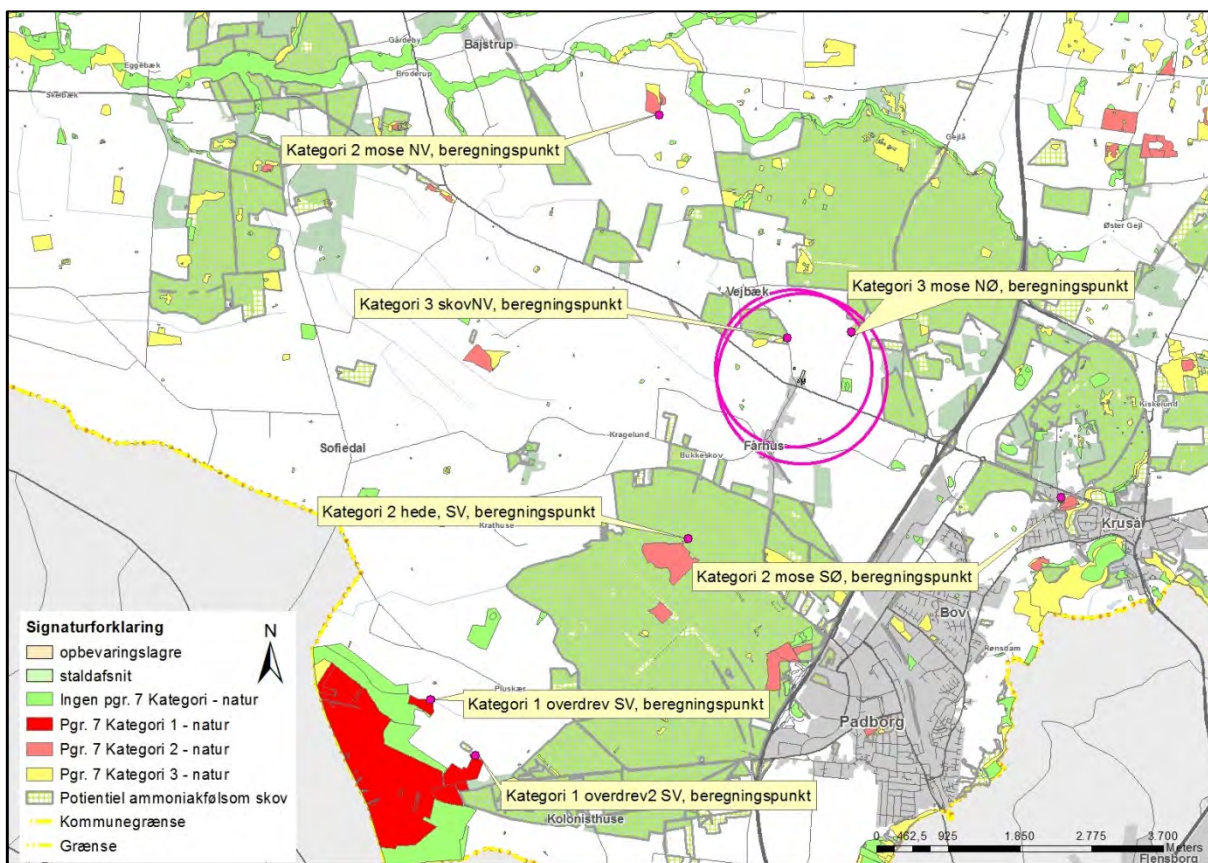 Gårdeby
Bajstrup
Eggebæk
Broderup
Skelbæk
Gejlå
Kategori 2 mose NV, beregningspunkt
Øster Gejl
Vejbæk
Kategori 3 mose NØ, beregningspunkt
Kategori 3 skovNV, beregningspunkt
Kiskelund
Sofiedal
Kragelund
Fårhus
Bukkeskov
Kategori 2 hede, SV, beregningspunkt
Krathuse
Kruså
Kategori 2 mose SØ, beregningspunkt
Bov
Rønsdam
Signaturforklaring
N
opbevaringslagre
staldafsnit
Ingen pgr. 7 Kategori - natur
Pgr. 7 Kategori 1 - natur
Pgr. 7 Kategori 2 - natur
Pgr. 7 Kategori 3 - natur
Potientiel ammoniakfølsom skov
Kommunegrænse
Grænse
Pluskær
Kategori 1 overdrev SV, beregningspunkt
Padborg
Kategori 1 overdrev2 SV, beregningspunkt
Kolonisthuse
0 462,5 925 1.850 2.775 3.700
Meters
Flensborg